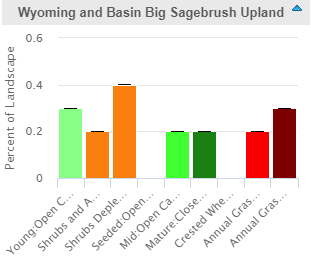 Wyoming and Basin Big Sagebrush Upland
Percent of Landscape
0.6
0.4
0.2
0
Young:Open C...
Shrubs and A...
Shrubs Deple...
Seeded:Open...
Mid:Open Ca...
Mature:Close...
Crested Whe...
Annual Gras...
Annual Gras...